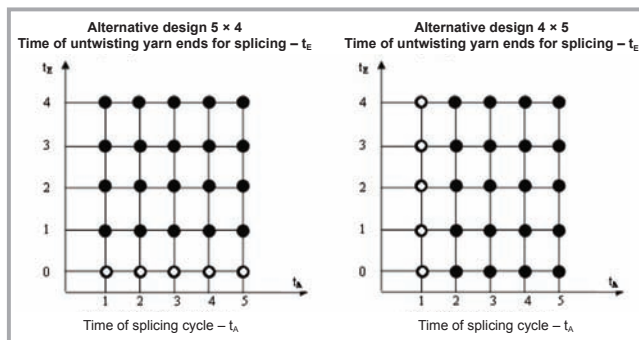 Alternative design 5 × 4
Time of untwisting yarn ends for splicing – tE
tE
4
3
2
1
0
1 2 3 4 5
tA
Time of splicing cycle – tA
Alternative design 4 × 5
Time of untwisting yarn ends for splicing – tE
tE
4
3
2
1
0
1 2 3 4 5
tA
Time of splicing cycle – tA